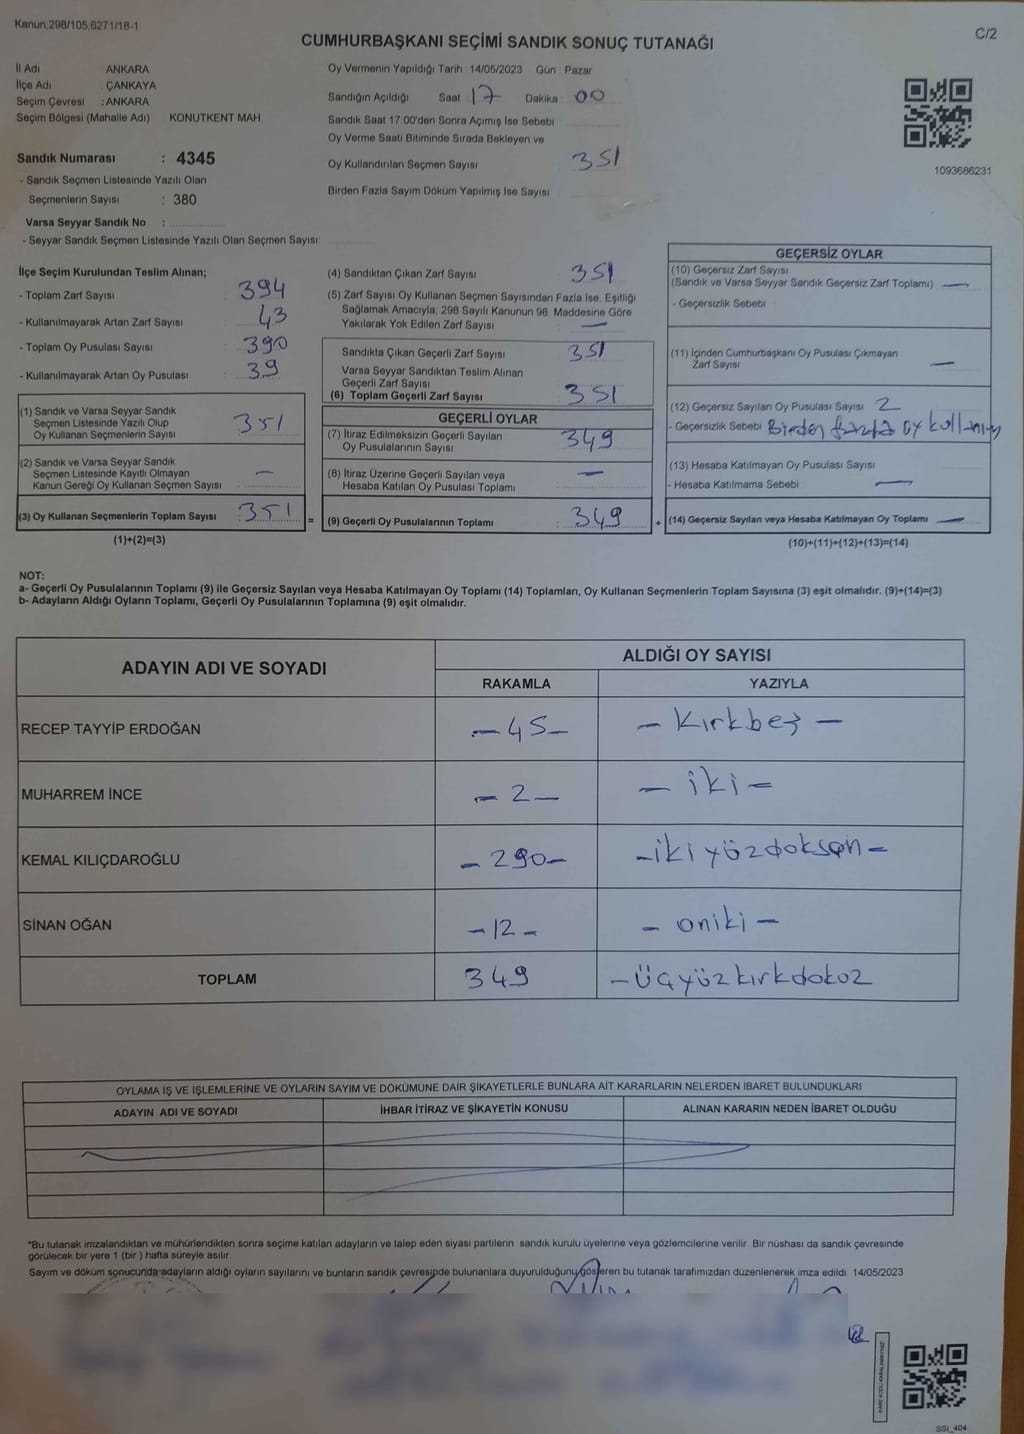 Kanun:298/105,6271/18-1
C/2
CUMHURBAŞKANI SEÇİMİ SANDIK SONUÇ TUTANAĞI
İl Adı : ANKARA
İlçe Adı : ÇANKAYA
Seçim Çevresi : ANKARA
Seçim Bölgesi (Mahalle Adı) KONUTKENT MAH.
Sandık Numarası : 4345
- Sandık Seçmen Listesinde Yazılı Olan
Seçmenlerin Sayısı : 380
Varsa Seyyar Sandık No :
- Seyyar Sandık Seçmen Listesinde Yazılı Olan Seçmen Sayısı:
Oy Vermenin Yapıldığı Tarih : 14/05/2023 Gün : Pazar
Sandığın Açıldığı Saat 17 Dakika : 00
Sandık Saat 17:00'den Sonra Açımış İse Sebebi
Oy Verme Saati Bitiminde Sırada Bekleyen ve
Oy Kullandırılan Seçmen Sayısı 351
Birden Fazla Sayım Döküm Yapılmış İse Sayısı
1093686231
İlçe Seçim Kurulundan Teslim Alınan;
- Toplam Zarf Sayısı : 394
- Kullanılmayarak Artan Zarf Sayısı : 43
- Toplam Oy Pusulası Sayısı : 390
- Kullanılmayarak Artan Oy Pusulası : 39
(1) Sandık ve Varsa Seyyar Sandık
Seçmen Listesinde Yazılı Olup
Oy Kullanan Seçmenlerin Sayısı : 351
(2) Sandık ve Varsa Seyyar Sandık
Seçmen Listesinde Kayıtlı Olmayan
Kanun Gereği Oy Kullanan Seçmen Sayısı : —
(3) Oy Kullanan Seçmenlerin Toplam Sayısı : 351 =
(1)+(2)=(3)
(4) Sandıktan Çıkan Zarf Sayısı 351
(5) Zarf Sayısı Oy Kullanan Seçmen Sayısından Fazla İse, Eşitliği
Sağlamak Amacıyla; 298 Sayılı Kanunun 98. Maddesine Göre
Yakılarak Yok Edilen Zarf Sayısı : —
Sandıkta Çıkan Geçerli Zarf Sayısı : 351
Varsa Seyyar Sandıktan Teslim Alınan
Geçerli Zarf Sayısı
(6) Toplam Geçerli Zarf Sayısı : 351
GEÇERLİ OYLAR
(7) İtiraz Edilmeksizin Geçerli Sayılan
Oy Pusulalarının Sayısı : 349
(8) İtiraz Üzerine Geçerli Sayılan veya
Hesaba Katılan Oy Pusulası Toplamı —
(9) Geçerli Oy Pusulalarının Toplamı : 349 +
GEÇERSİZ OYLAR
(10) Geçersiz Zarf Sayısı
(Sandık ve Varsa Seyyar Sandık Geçersiz Zarf Toplamı) —
- Geçersizlik Sebebi
(11) İçinden Cumhurbaşkanı Oy Pusulası Çıkmayan
Zarf Sayısı —
(12) Geçersiz Sayılan Oy Pusulası Sayısı 2
- Geçersizlik Sebebi Birden fazla oy kullanım
(13) Hesaba Katılmayan Oy Pusulası Sayısı
- Hesaba Katılmama Sebebi —
(14) Geçersiz Sayılan veya Hesaba Katılmayan Oy Toplamı —
(10)+(11)+(12)+(13)=(14)
NOT:
a- Geçerli Oy Pusulalarının Toplamı (9) ile Geçersiz Sayılan veya Hesaba Katılmayan Oy Toplamı (14) Toplamları, Oy Kullanan Seçmenlerin Toplam Sayısına (3) eşit olmalıdır. (9)+(14)=(3)
b- Adayların Aldığı Oyların Toplamı, Geçerli Oy Pusulalarının Toplamına (9) eşit olmalıdır.
ADAYIN ADI VE SOYADI
ALDIĞI OY SAYISI
RAKAMLA YAZIYLA
RECEP TAYYİP ERDOĞAN — 45 — — Kırkbeş —
MUHARREM İNCE — 2 — — iki —
KEMAL KILIÇDAROĞLU — 290 — — ikiyüzdoksan —
SİNAN OĞAN — 12 — — oniki —
TOPLAM 349 — Üçyüzkırkdokuz
OYLAMA İŞ VE İŞLEMLERİNE VE OYLARIN SAYIM VE DÖKÜMÜNE DAİR ŞİKAYETLERLE BUNLARA AİT KARARLARIN NELERDEN İBARET BULUNDUKLARI
ADAYIN ADI VE SOYADI İHBAR İTİRAZ VE ŞİKAYETİN KONUSU ALINAN KARARIN NEDEN İBARET OLDUĞU
*Bu tutanak imzalandıktan ve mühürlendikten sonra seçime katılan adayların ve talep eden siyasi partilerin sandık kurulu üyelerine veya gözlemcilerine verilir. Bir nüshası da sandık çevresinde
görülecek bir yere 1 (bir ) hafta süreyle asılır.
Sayım ve döküm sonucunda adayların aldığı oyların sayılarını ve bunların sandık çevresinde bulunanlara duyurulduğunu gösteren bu tutanak tarafımızdan düzenlenerek imza edildi. 14/05/2023
KARE KODU KARALAMAYINIZ!
SSI_404